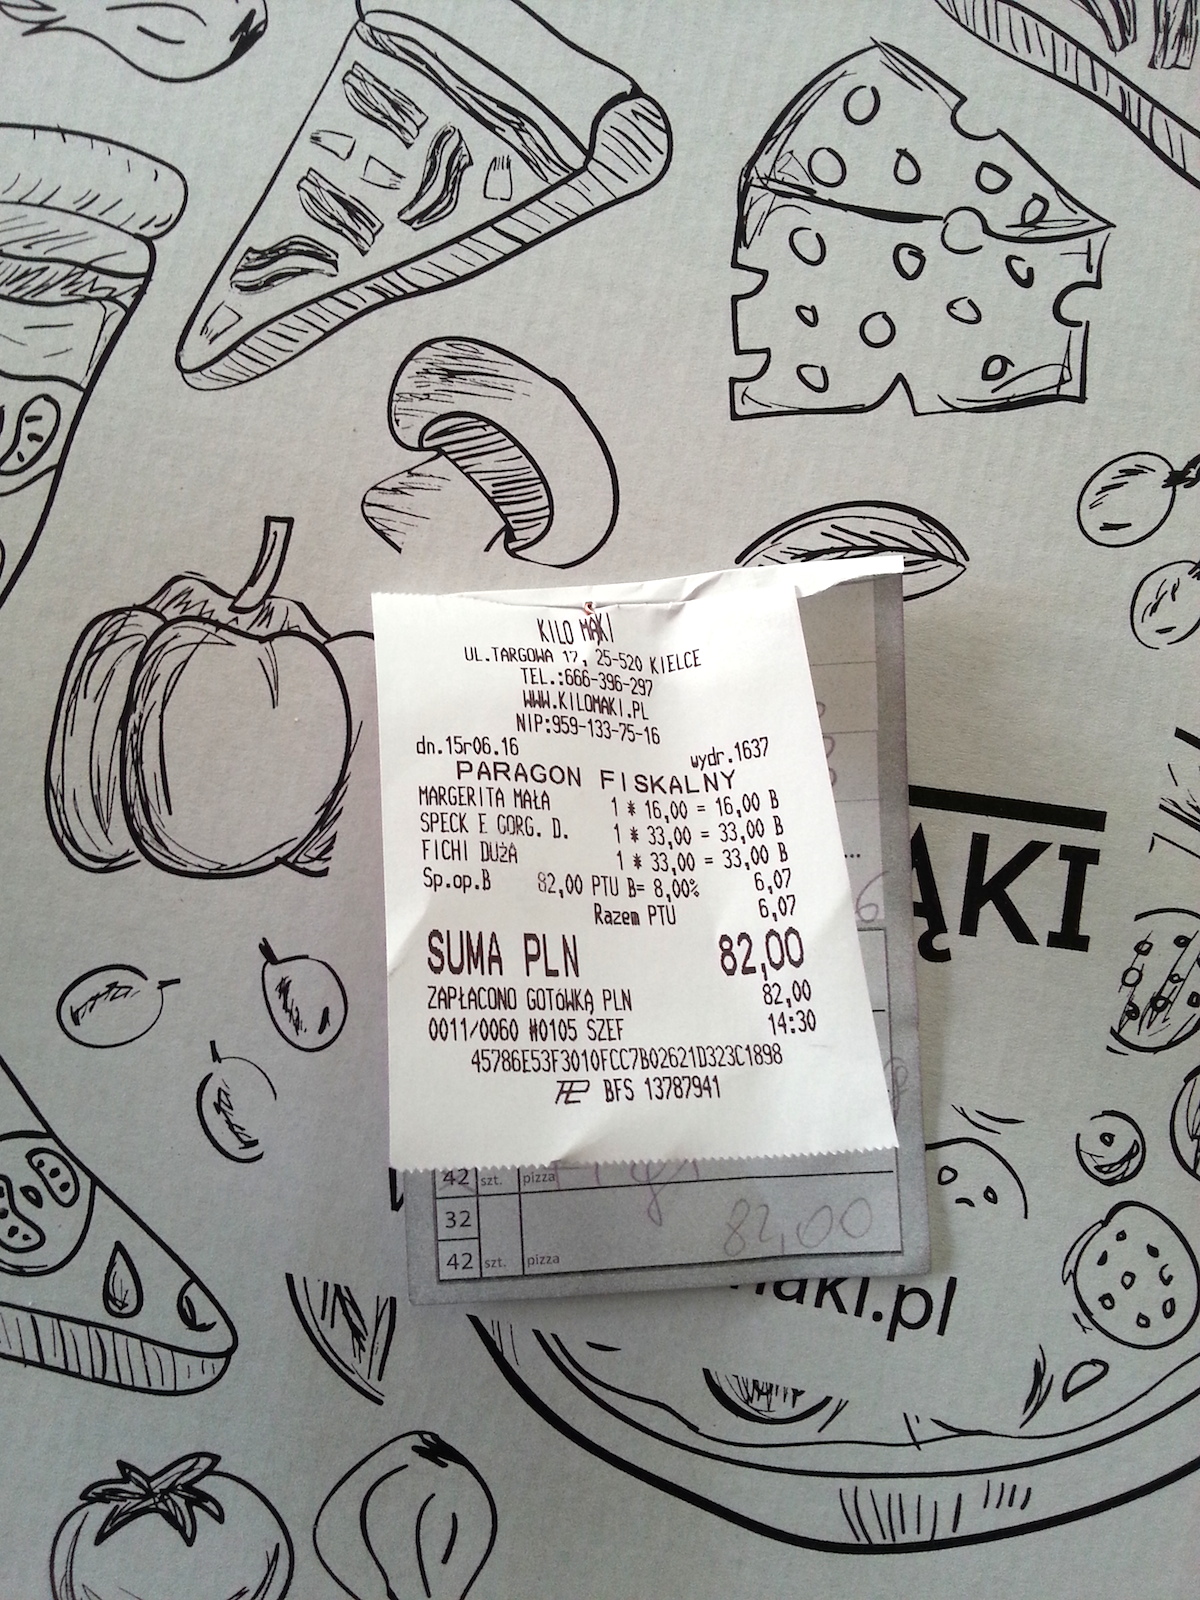 KILO MĄKI
UL.TARGOWA 17, 25-520 KIELCE
TEL.:666-396-297
WWW.KILOMAKI.PL
NIP:959-133-75-16
dn.15r06.16 wydr.1637
PARAGON FISKALNY
MARGERITA MAŁA 1 * 16,00 = 16,00 B
SPECK E GORG. D. 1 * 33,00 = 33,00 B
FICHI DUŻA 1 * 33,00 = 33,00 B
Sp.op.B 82,00 PTU B= 8,00% 6,07
Razem PTU 6,07
SUMA PLN 82,00
ZAPŁACONO GOTÓWKĄ PLN 82,00
0011/0060 #0105 SZEF 14:30
45786E53F3010FCC7B02621D323C1898
BFS 13787941
ĄKI
42 szt. pizza
32 82,00
42 szt. pizza
maki.pl